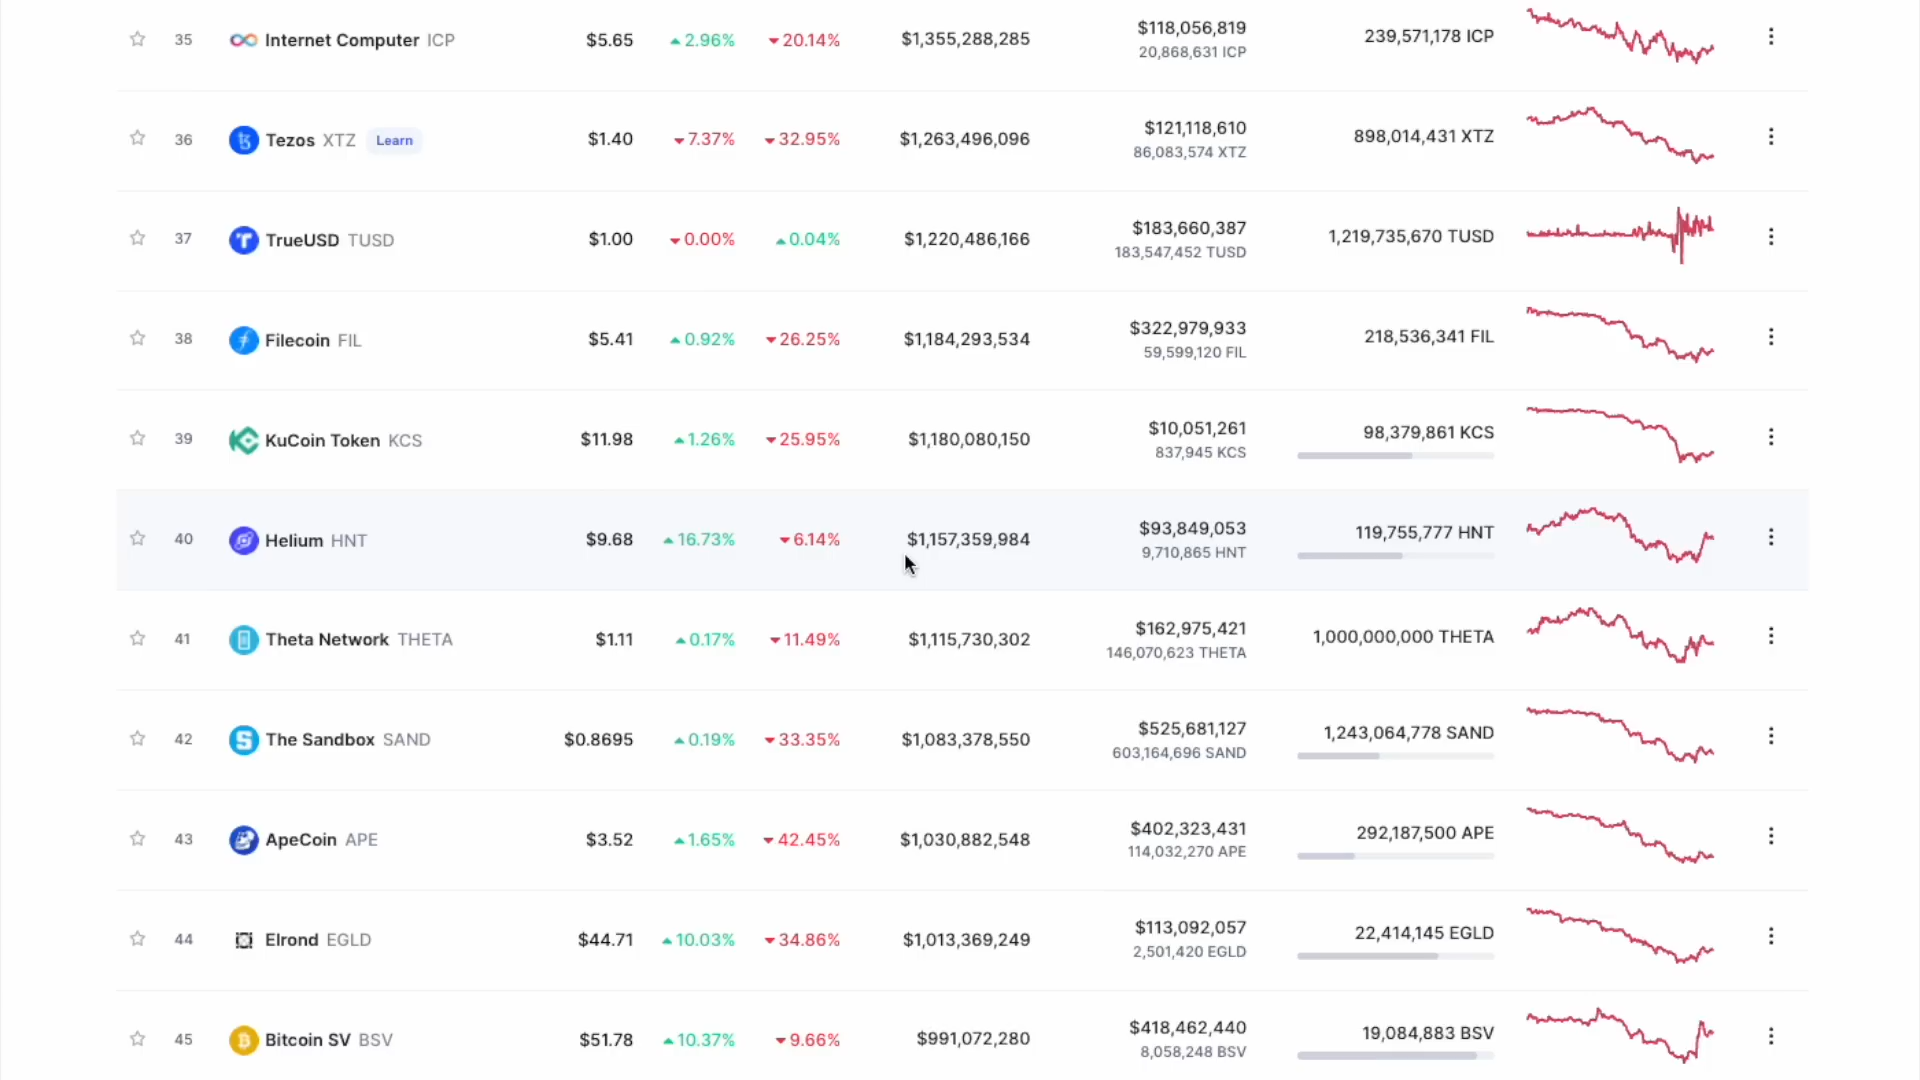 35 Internet Computer ICP $5.65 2.96% 20.14% $1,355,288,285 $118,056,819 239,571,178 ICP
20,868,631 ICP
36 Tezos XTZ Learn $1.40 7.37% 32.95% $1,263,496,096 $121,118,610 898,014,431 XTZ
86,083,574 XTZ
37 TrueUSD TUSD $1.00 0.00% 0.04% $1,220,486,166 $183,660,387 1,219,735,670 TUSD
183,547,452 TUSD
38 Filecoin FIL $5.41 0.92% 26.25% $1,184,293,534 $322,979,933 218,536,341 FIL
59,599,120 FIL
39 KuCoin Token KCS $11.98 1.26% 25.95% $1,180,080,150 $10,051,261 98,379,861 KCS
837,945 KCS
40 Helium HNT $9.68 16.73% 6.14% $1,157,359,984 $93,849,053 119,755,777 HNT
9,710,865 HNT
41 Theta Network THETA $1.11 0.17% 11.49% $1,115,730,302 $162,975,421 1,000,000,000 THETA
146,070,623 THETA
42 The Sandbox SAND $0.8695 0.19% 33.35% $1,083,378,550 $525,681,127 1,243,064,778 SAND
603,164,696 SAND
43 ApeCoin APE $3.52 1.65% 42.45% $1,030,882,548 $402,323,431 292,187,500 APE
114,032,270 APE
44 Elrond EGLD $44.71 10.03% 34.86% $1,013,369,249 $113,092,057 22,414,145 EGLD
2,501,420 EGLD
45 Bitcoin SV BSV $51.78 10.37% 9.66% $991,072,280 $418,462,440 19,084,883 BSV
8,058,248 BSV